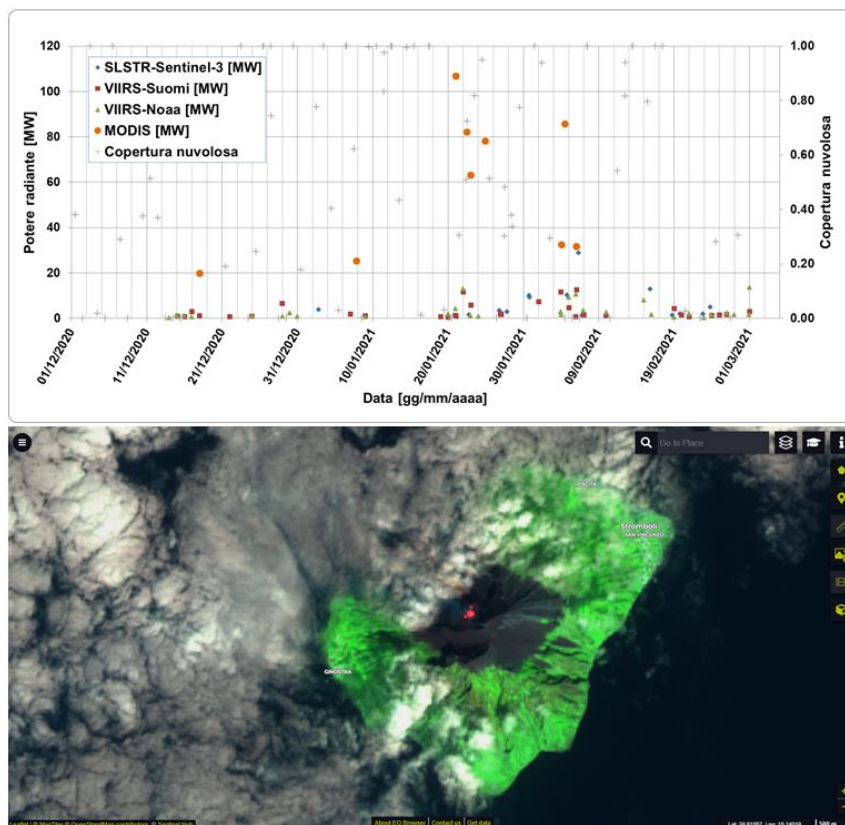 120
100
80
60
40
20
0
Potere radiante [MW]
SLSTR-Sentinel-3 [MW]
VIIRS-Suomi [MW]
VIIRS-Noaa [MW]
MODIS [MW]
Copertura nuvolosa
1.00
0.80
0.60
0.40
0.20
0.00
Copertura nuvolosa
01/12/2020
11/12/2020
21/12/2020
31/12/2020
10/01/2021
20/01/2021
30/01/2021
09/02/2021
19/02/2021
01/03/2021
Data [gg/mm/aaaa]
Go to Place
Stromboli
SAN VINCENZO
GINOSTRA
About EO Browser | Contact us | Get data
500 m